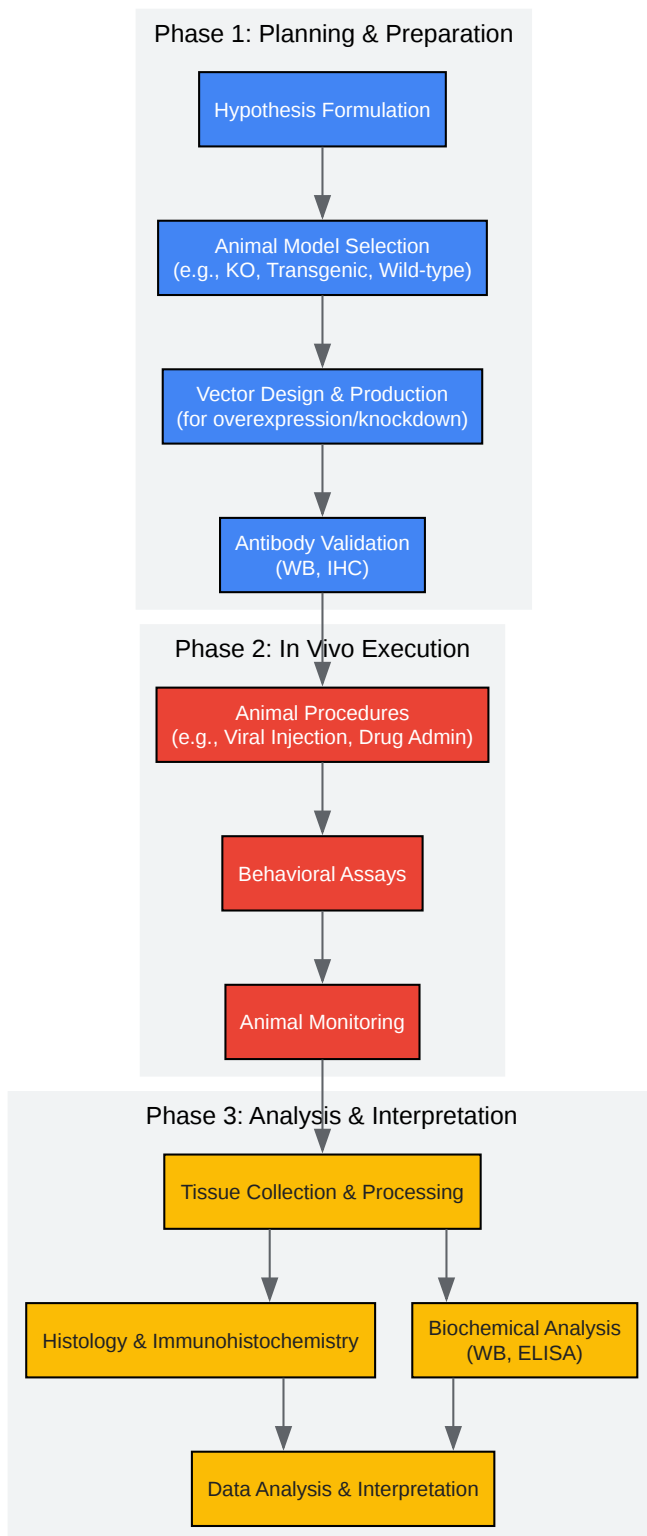 Phase 1: Planning & Preparation
Hypothesis Formulation
Animal Model Selection
(e.g., KO, Transgenic, Wild-type)
Vector Design & Production
(for overexpression/knockdown)
Antibody Validation
(WB, IHC)
Phase 2: In Vivo Execution
Animal Procedures
(e.g., Viral Injection, Drug Admin)
Behavioral Assays
Animal Monitoring
Phase 3: Analysis & Interpretation
Tissue Collection & Processing
Histology & Immunohistochemistry
Biochemical Analysis
(WB, ELISA)
Data Analysis & Interpretation